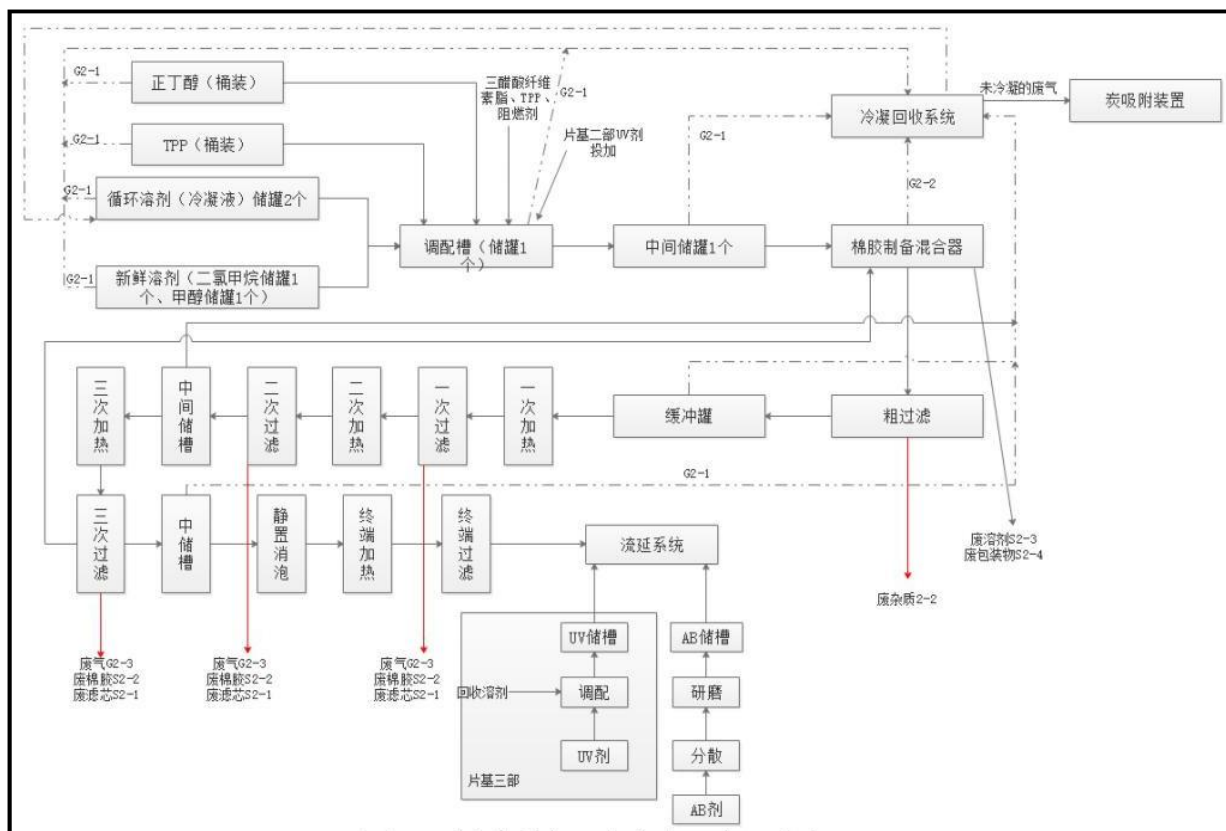 G2-1
正丁醇（桶装）
三醋酸纤维
素脂、TPP、
阻燃剂
G2-1
未冷凝的废气
冷凝回收系统
炭吸附装置
G2-1
TPP（桶装）
片基二部UV剂
投加
G2-1
G2-1
循环溶剂（冷凝液）储罐2个
G2-2
调配槽（储罐1
个）
中间储罐1个
棉胶制备混合器
G2-1
新鲜溶剂（二氯甲烷储罐1
个、甲醇储罐1个）
三次加热
中间储槽
二次过滤
二次加热
一次过滤
一次加热
缓冲罐
粗过滤
G2-1
三次过滤
中储槽
静置消泡
终端加热
终端过滤
流延系统
废溶剂S2-3
废包装物S2-4
废杂质2-2
废气G2-3
废棉胶S2-2
废滤芯S2-1
废气G2-3
废棉胶S2-2
废滤芯S2-1
废气G2-3
废棉胶S2-2
废滤芯S2-1
UV储槽
AB储槽
回收溶剂
调配
研磨
UV剂
分散
片基三部
AB剂